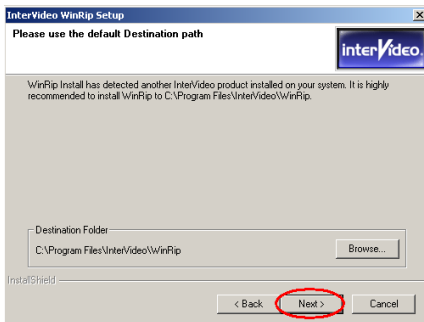 InterVideo WinRip Setup
Please use the default Destination path
interVideo.
WinRip Install has detected another InterVideo product installed on your system. It is highly
recommended to install WinRip to C:\Program Files\InterVideo\WinRip.
Destination Folder
C:\Program Files\InterVideo\WinRip
Browse...
InstallShield
< Back
Next >
Cancel